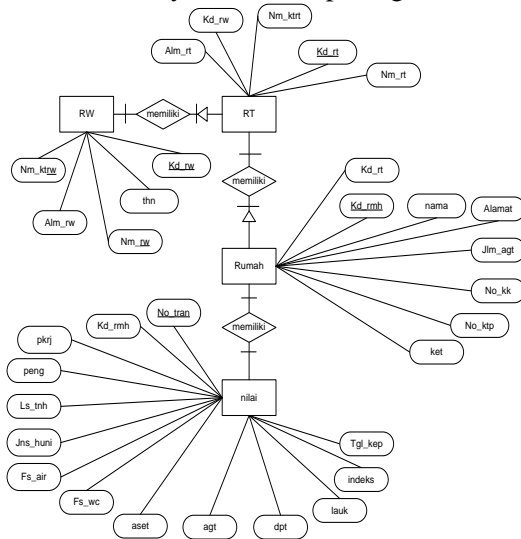 Kd_rw
Nm_ktrt
Alm_rt
Kd_rt
Nm_rt
RW
memiliki
RT
Nm_ktrw
Kd_rw
thn
Alm_rw
Nm_rw
memiliki
Kd_rt
Kd_rmh
nama
Alamat
Jlm_agt
Rumah
No_kk
No_ktp
ket
No_tran
Kd_rmh
memiliki
pkrj
peng
Ls_tnh
nilai
Jns_huni
Tgl_kep
Fs_air
indeks
Fs_wc
lauk
aset
agt
dpt